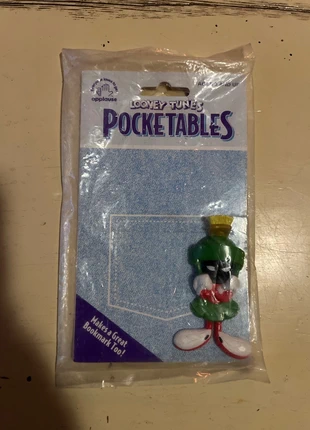 applause
LOONEY TUNES
POCKETABLES
Makes a Great
Bookmark Too!